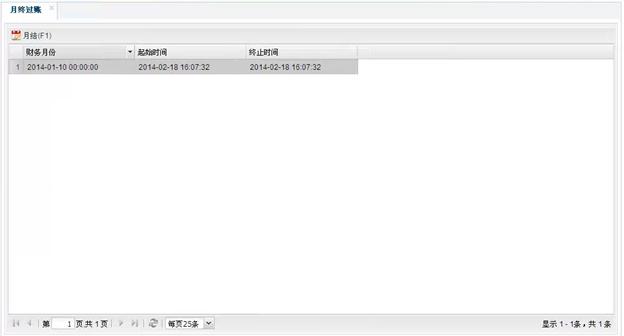 月终过账
月结(F1)
财务月份 起始时间 终止时间
1 2014-01-10 00:00:00 2014-02-18 16:07:32 2014-02-18 16:07:32
第 1 页,共 1 页 每页25条 显示 1 - 1条，共 1 条